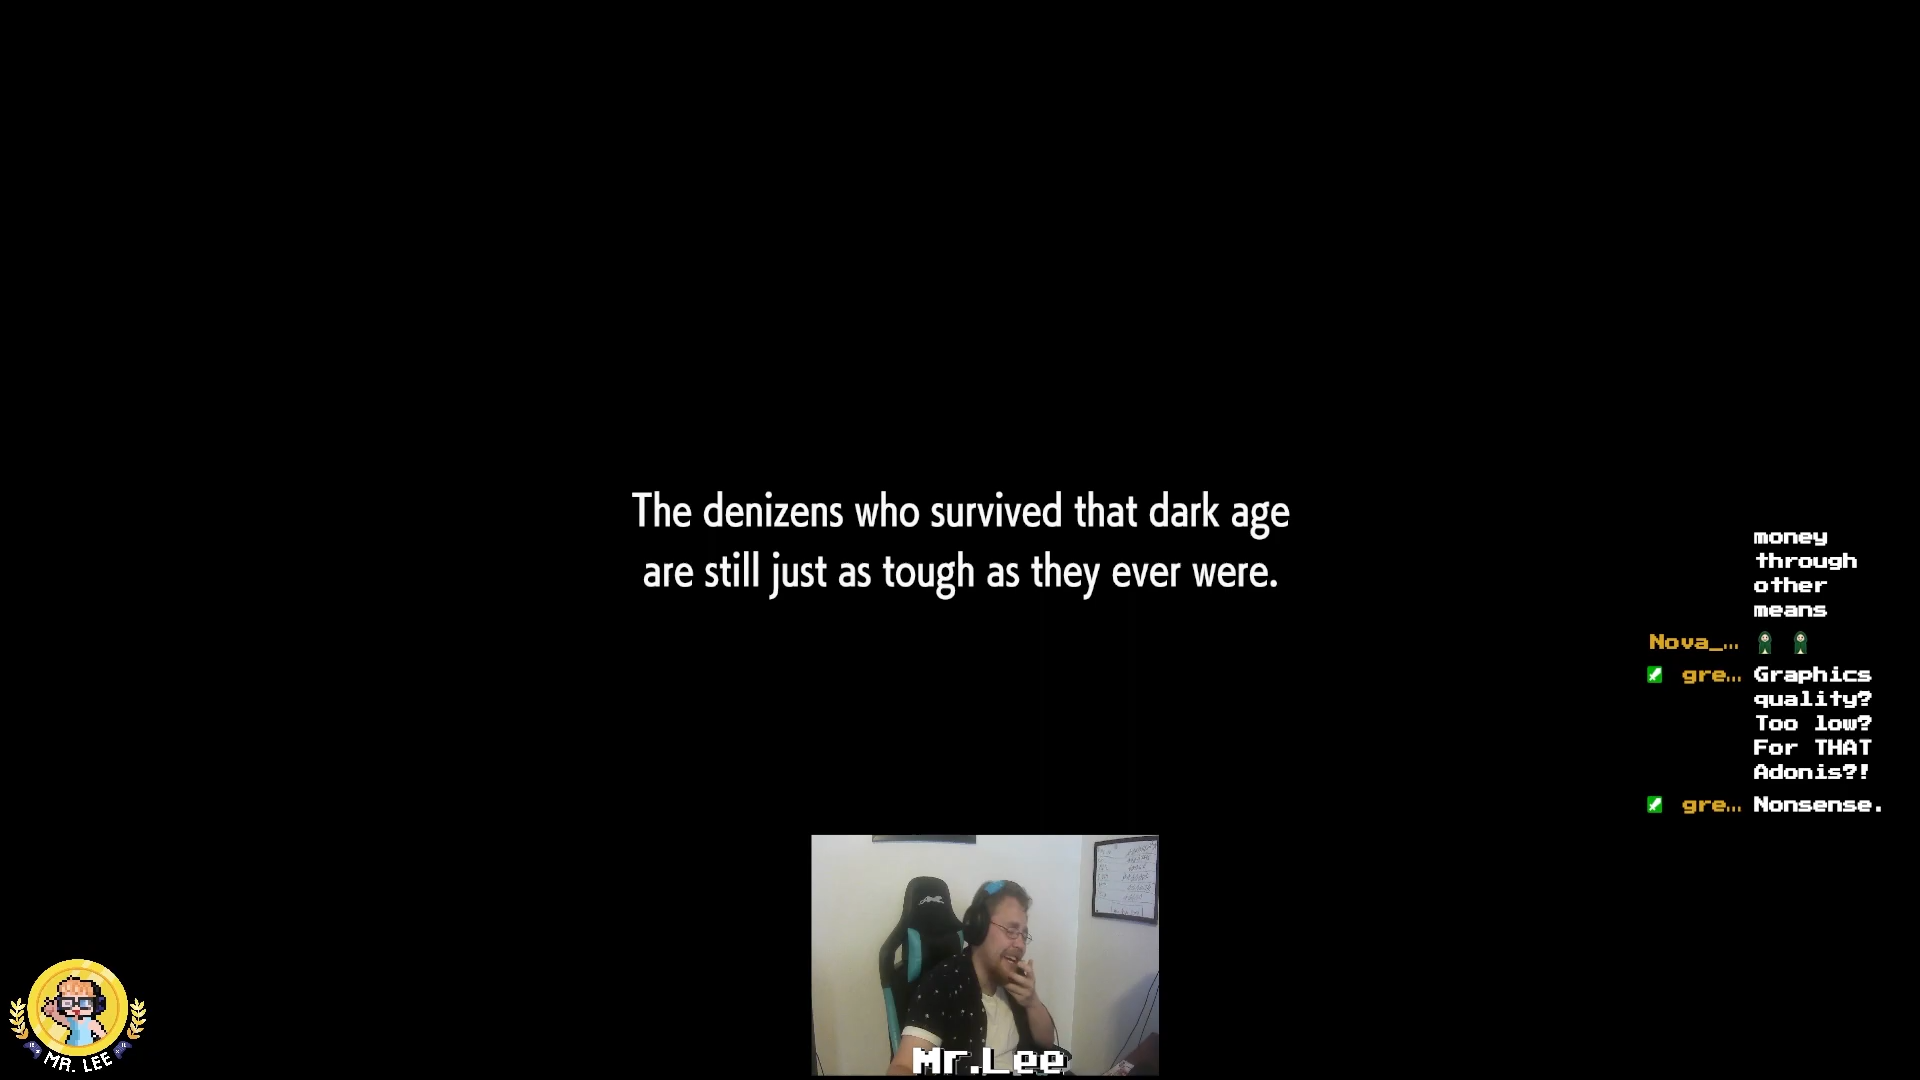 The denizens who survived that dark age
are still just as tough as they ever were.
money
through
other
means
Nova_...
gre... Graphics
quality?
Too low?
For THAT
Adonis?!
gre... Nonsense.
MR. LEE
Mr.Lee